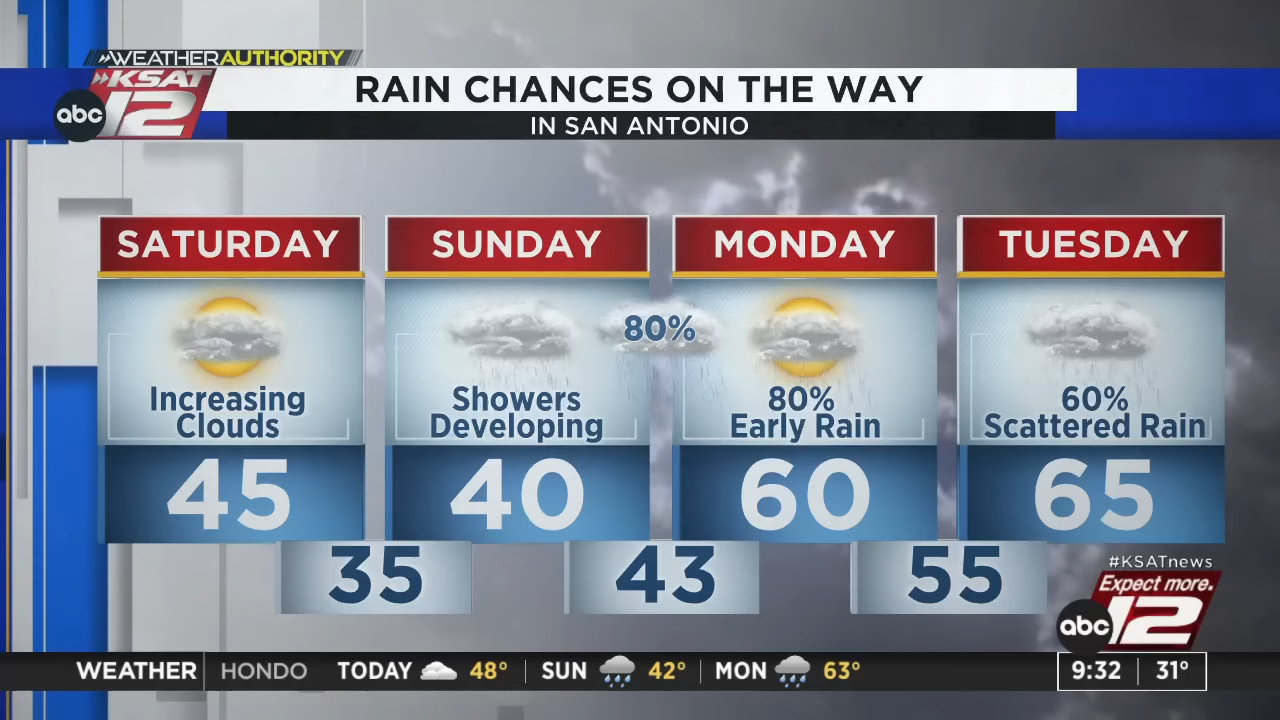 WEATHER AUTHORITY
KSAT
abc 12
RAIN CHANCES ON THE WAY
IN SAN ANTONIO
SATURDAY
Increasing
Clouds
45
35
SUNDAY
Showers
Developing
40
80%
43
MONDAY
80%
Early Rain
60
55
TUESDAY
60%
Scattered Rain
65
#KSATnews
Expect more.
abc 12
WEATHER HONDO TODAY 48° SUN 42° MON 63° 9:32 31°